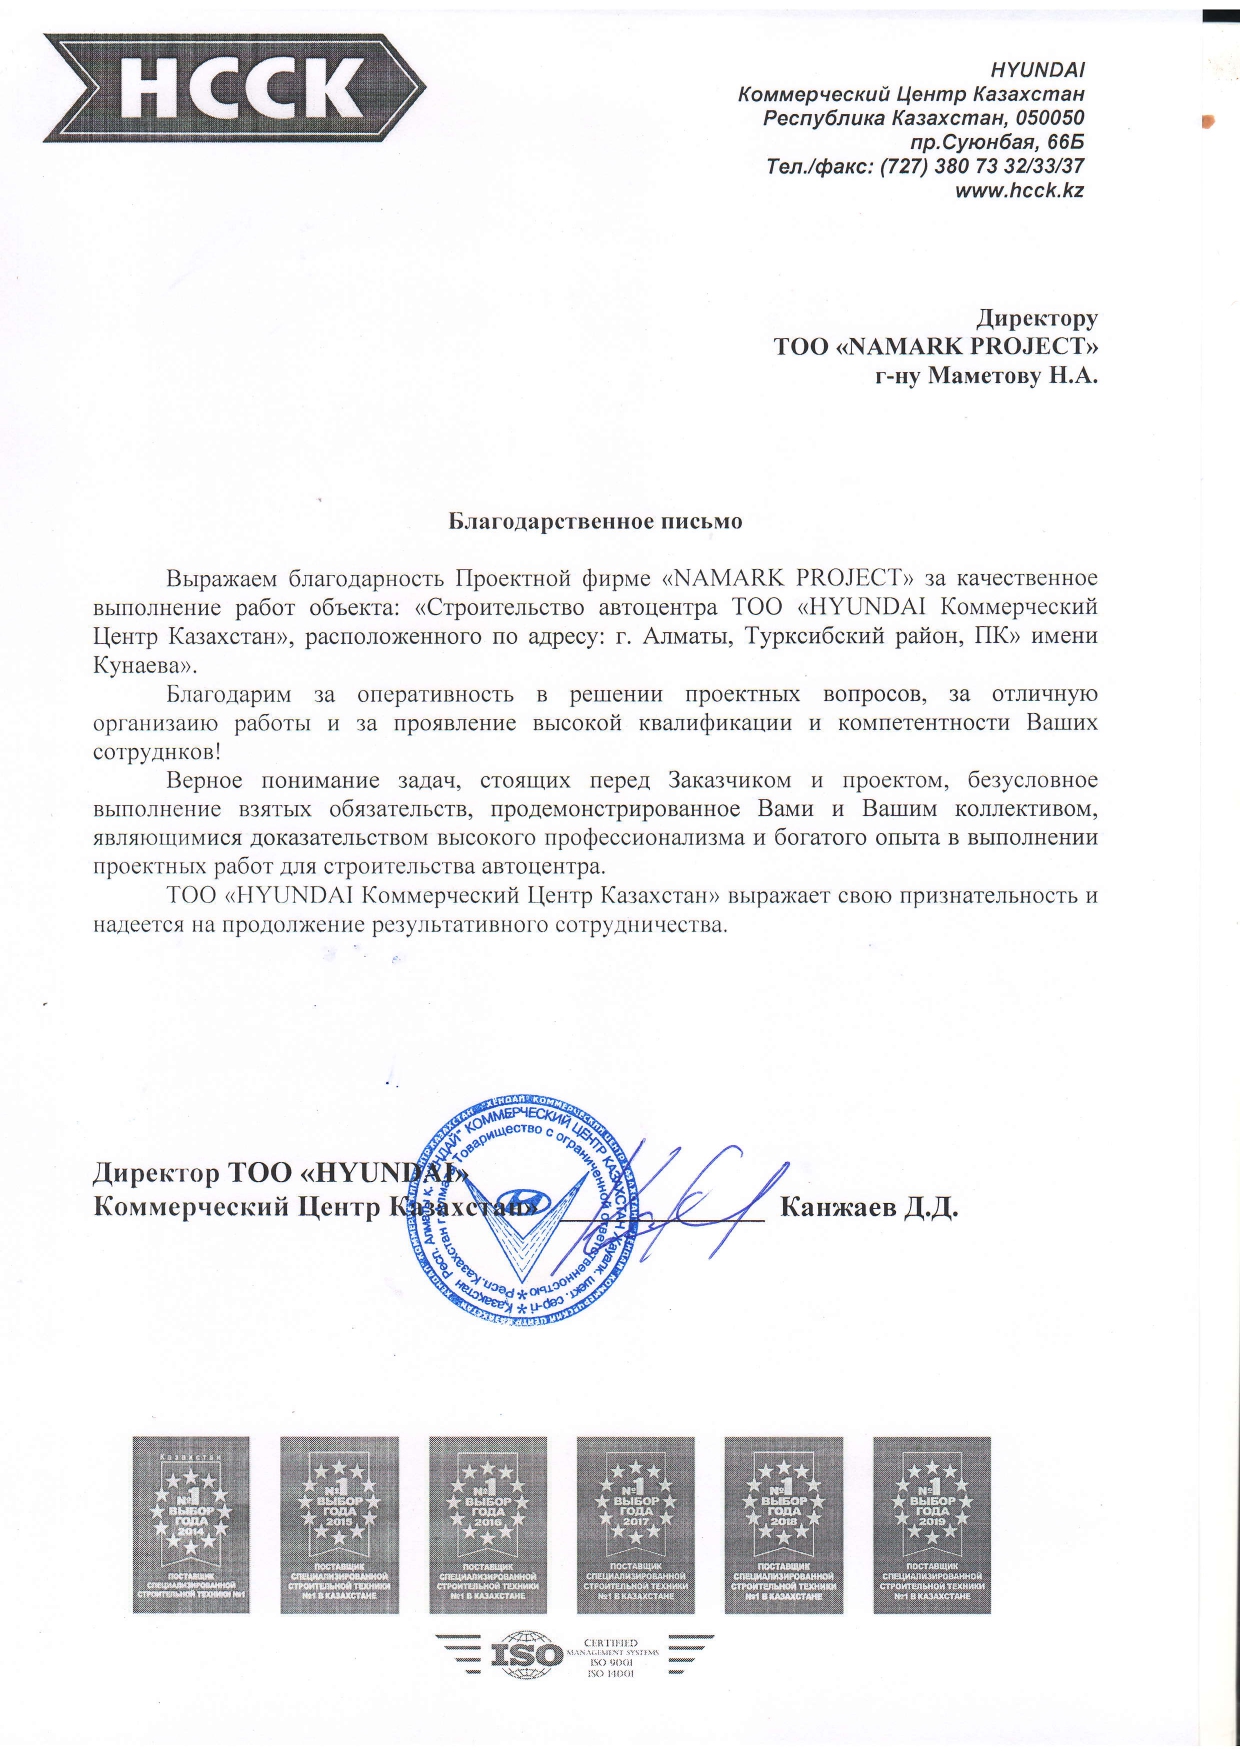 HCCK
HYUNDAI
Коммерческий Центр Казахстан
Республика Казахстан, 050050
пр.Суюнбая, 66Б
Тел./факс: (727) 380 73 32/33/37
www.hcck.kz
Директору
ТОО «NAMARK PROJECT»
г-ну Маметову Н.А.
Благодарственное письмо
Выражаем благодарность Проектной фирме «NAMARK PROJECT» за качественное
выполнение работ объекта: «Строительство автоцентра ТОО «HYUNDAI Коммерческий
Центр Казахстан», расположенного по адресу: г. Алматы, Турксибский район, ПК» имени
Кунаева».
Благодарим за оперативность в решении проектных вопросов, за отличную
организаию работы и за проявление высокой квалификации и компетентности Ваших
сотруднков!
Верное понимание задач, стоящих перед Заказчиком и проектом, безусловное
выполнение взятых обязательств, продемонстрированное Вами и Вашим коллективом,
являющимися доказательством высокого профессионализма и богатого опыта в выполнении
проектных работ для строительства автоцентра.
ТОО «HYUNDAI Коммерческий Центр Казахстан» выражает свою признательность и
надеется на продолжение результативного сотрудничества.
Директор ТОО «HYUNDAI»
Коммерческий Центр Казахстан» Канжаев Д.Д.
КОММЕРЧЕСКИЙ ЦЕНТР КАЗАХСТАН
Товарищество с ограниченной ответственностью * Респ. Казахстан
Казахстан
№1
ВЫБОР
ГОДА
2014
ПОСТАВЩИК
СПЕЦИАЛИЗИРОВАННОЙ
СТРОИТЕЛЬНОЙ ТЕХНИКИ №1
№1
ВЫБОР
ГОДА
2015
ПОСТАВЩИК
СПЕЦИАЛИЗИРОВАННОЙ
СТРОИТЕЛЬНОЙ ТЕХНИКИ
№1 В КАЗАХСТАНЕ
№1
ВЫБОР
ГОДА
2016
ПОСТАВЩИК
СПЕЦИАЛИЗИРОВАННОЙ
СТРОИТЕЛЬНОЙ ТЕХНИКИ
№1 В КАЗАХСТАНЕ
№1
ВЫБОР
ГОДА
2017
ПОСТАВЩИК
СПЕЦИАЛИЗИРОВАННОЙ
СТРОИТЕЛЬНОЙ ТЕХНИКИ
№1 В КАЗАХСТАНЕ
№1
ВЫБОР
ГОДА
2018
ПОСТАВЩИК
СПЕЦИАЛИЗИРОВАННОЙ
СТРОИТЕЛЬНОЙ ТЕХНИКИ
№1 В КАЗАХСТАНЕ
№1
ВЫБОР
ГОДА
2019
ПОСТАВЩИК
СПЕЦИАЛИЗИРОВАННОЙ
СТРОИТЕЛЬНОЙ ТЕХНИКИ
№1 В КАЗАХСТАНЕ
ISO
CERTIFIED
MANAGEMENT SYSTEMS
ISO 9001
ISO 14001